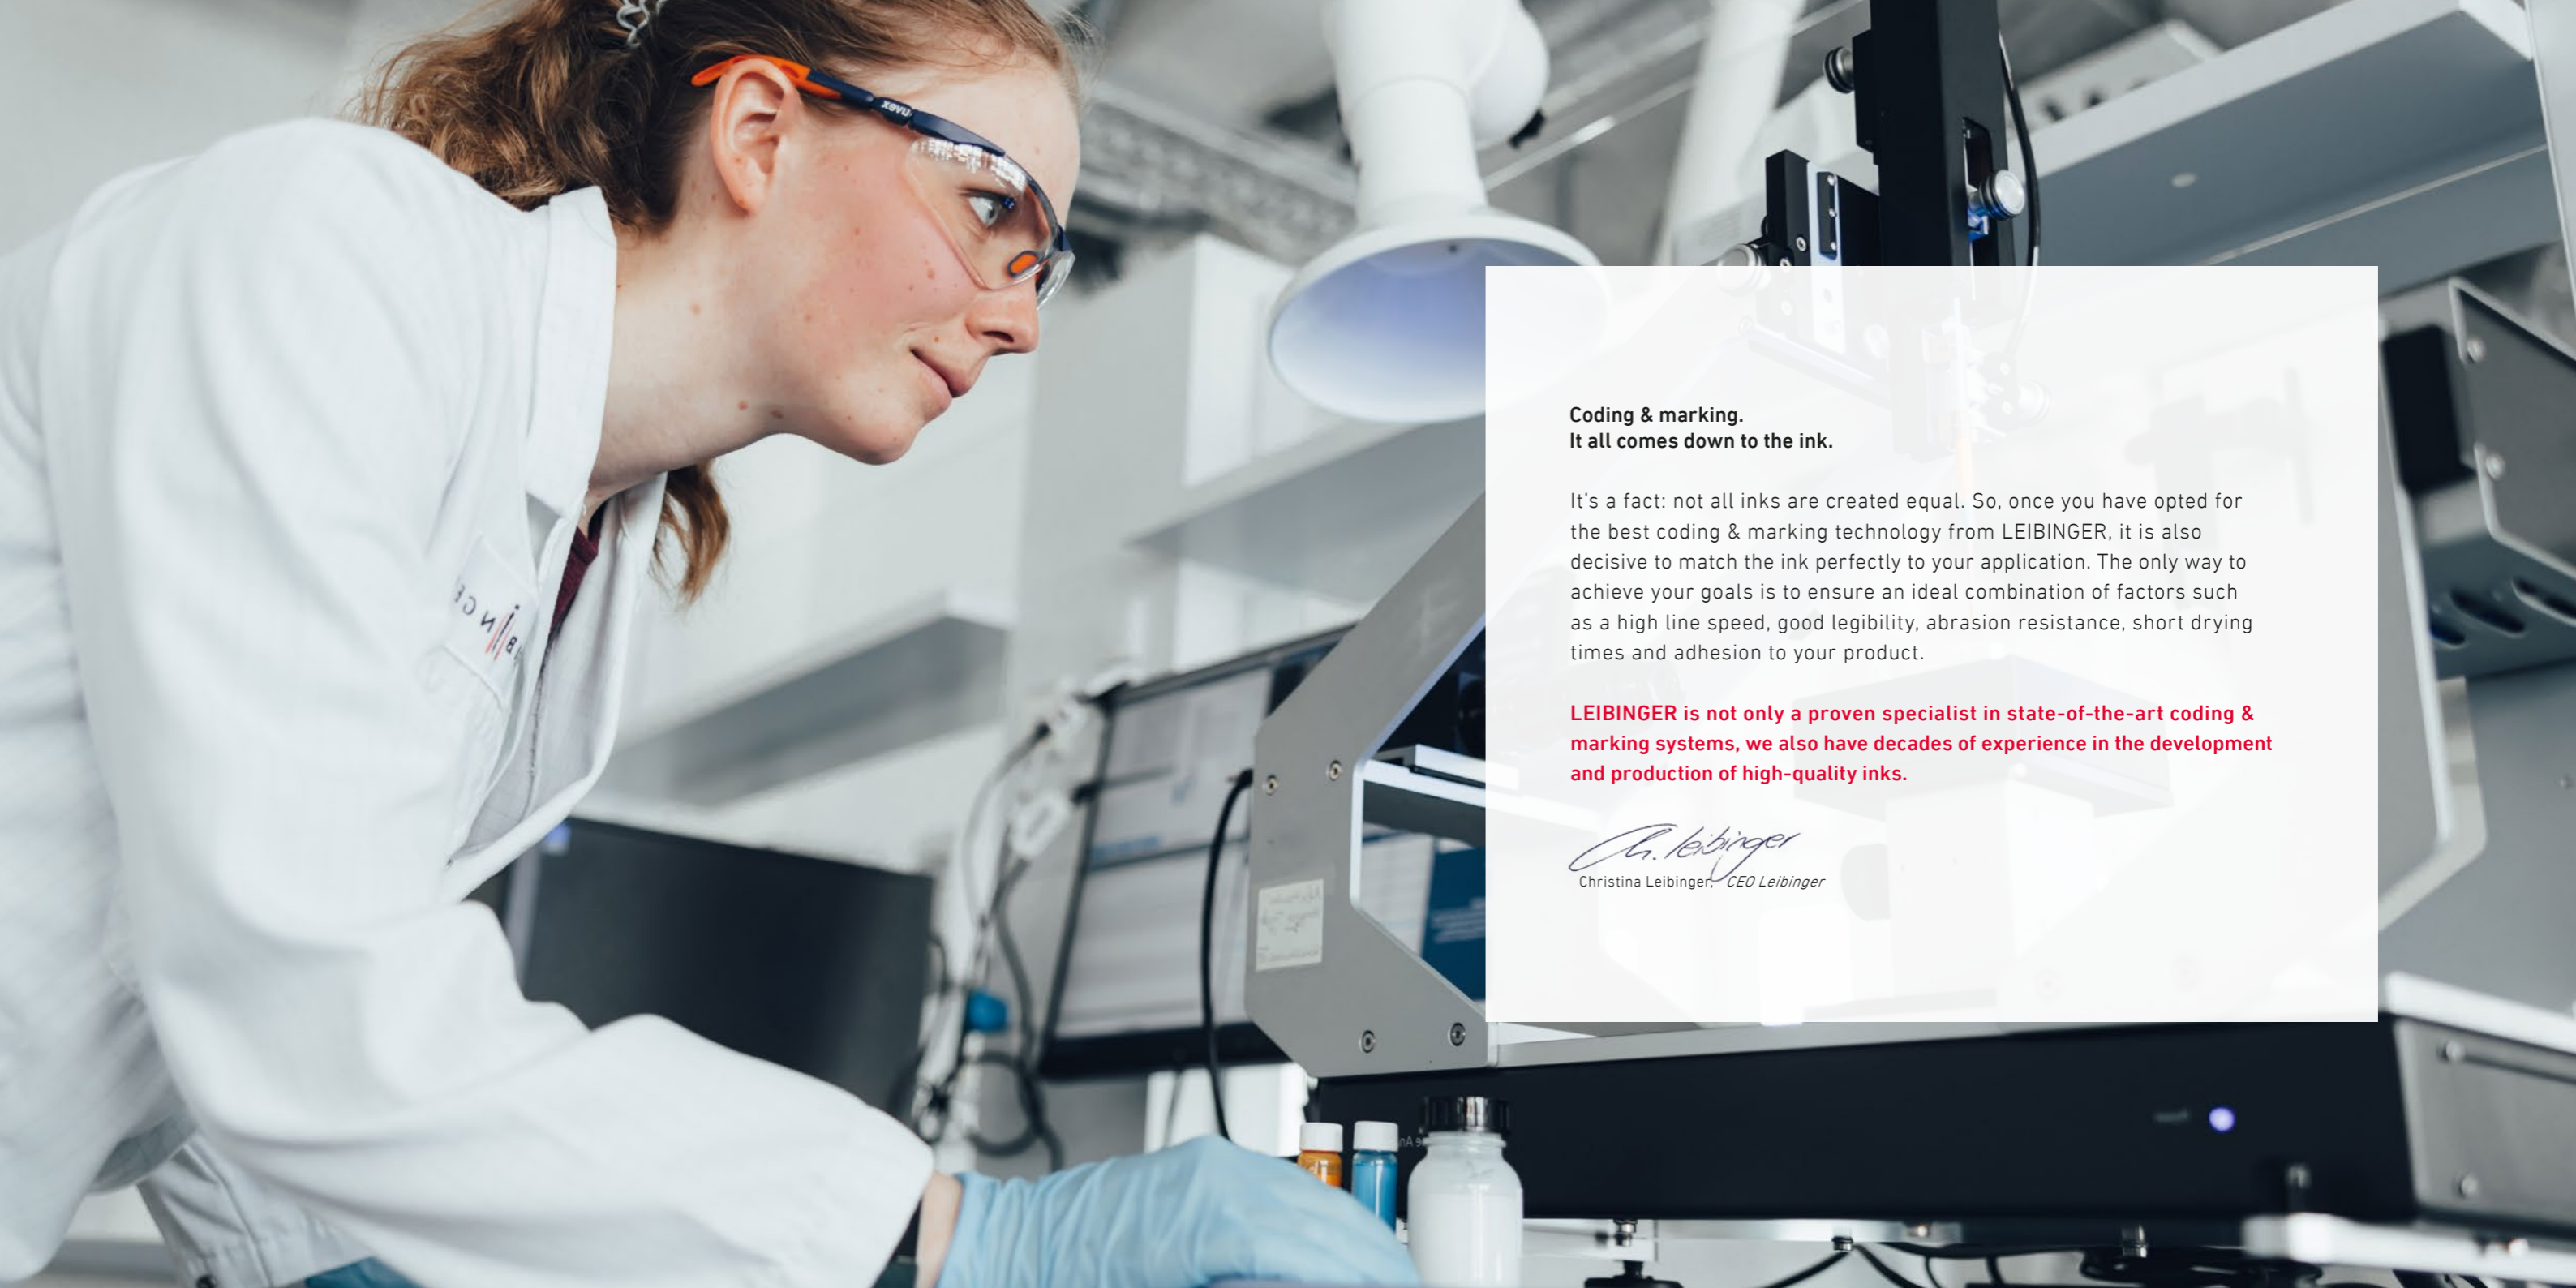 uvex
Coding & marking.
It all comes down to the ink.
It's a fact: not all inks are created equal. So, once you have opted for
the best coding & marking technology from LEIBINGER, it is also
decisive to match the ink perfectly to your application. The only way to
achieve your goals is to ensure an ideal combination of factors such
as a high line speed, good legibility, abrasion resistance, short drying
times and adhesion to your product.
LEIBINGER is not only a proven specialist in state-of-the-art coding &
marking systems, we also have decades of experience in the development
and production of high-quality inks.
Ch. Leibinger
Christina Leibinger, CEO Leibinger